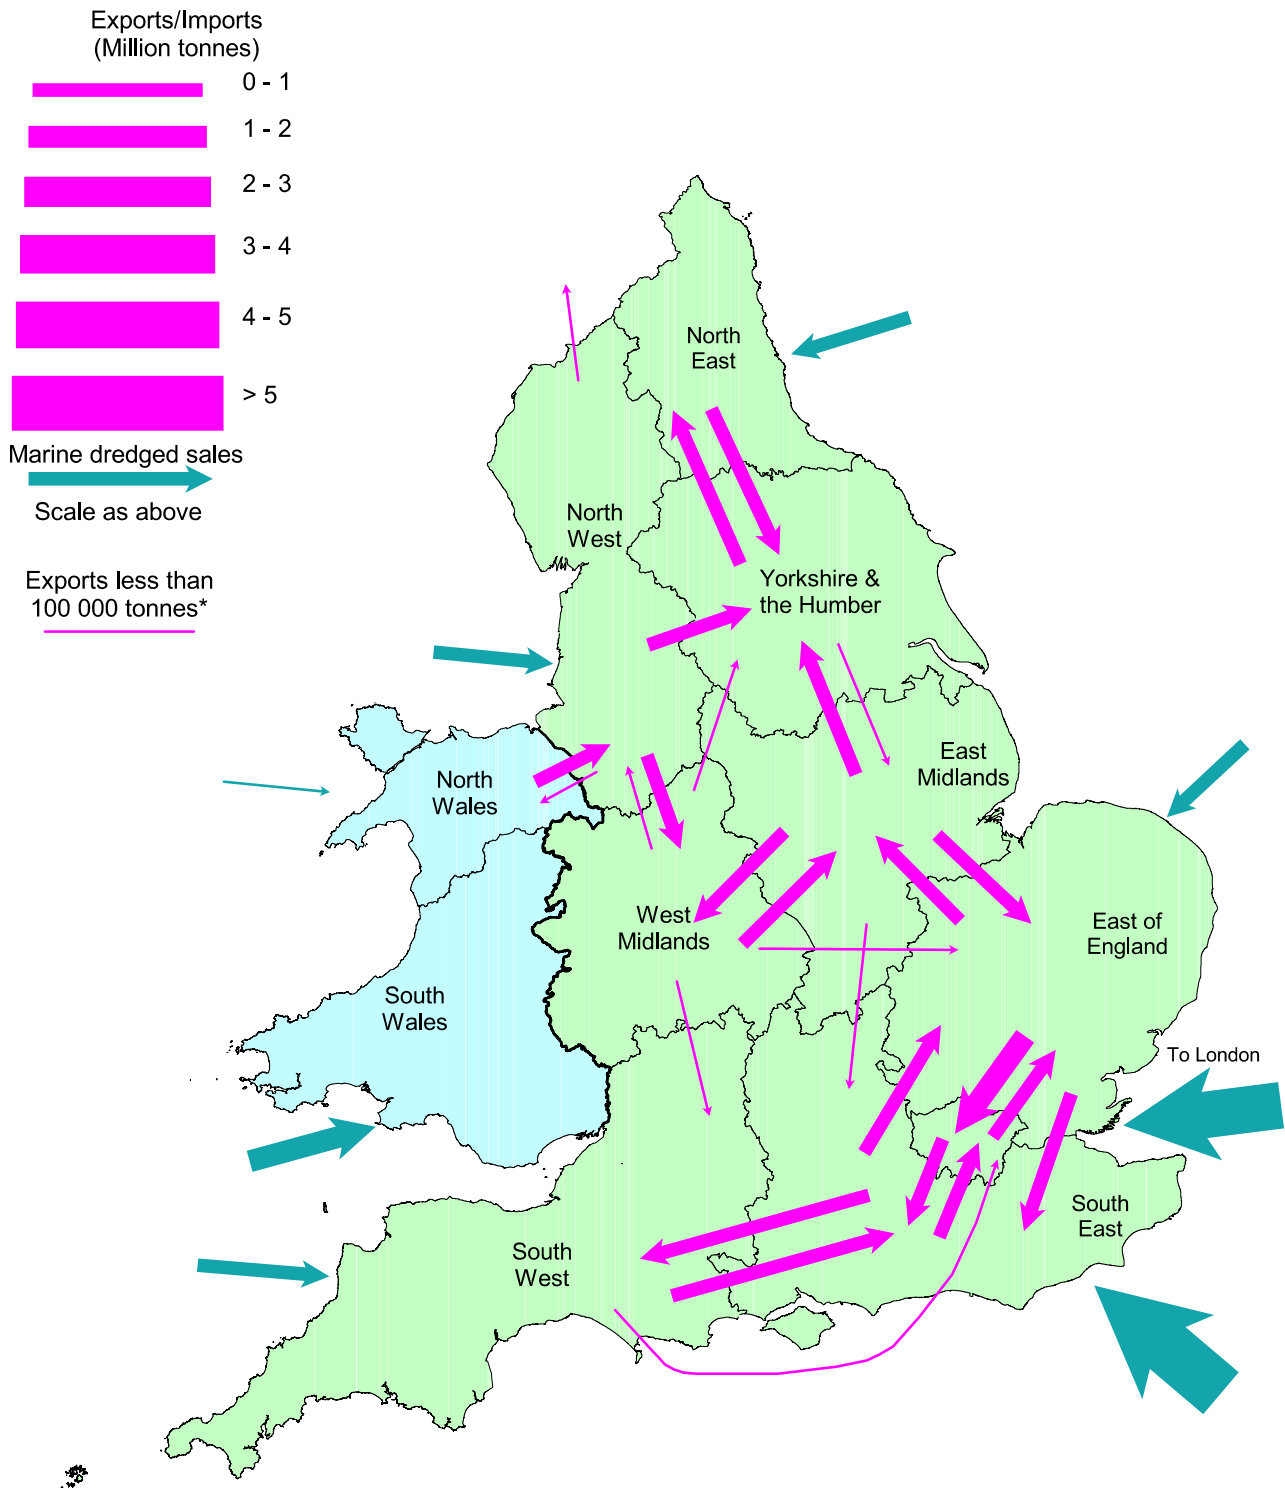 Exports/Imports
(Million tonnes)
0 - 1
1 - 2
2 - 3
3 - 4
4 - 5
> 5
Marine dredged sales
Scale as above
Exports less than
100 000 tonnes*
North
East
North
West
Yorkshire &
the Humber
East
Midlands
North
Wales
West
Midlands
East of
England
South
Wales
To London
South
East
South
West